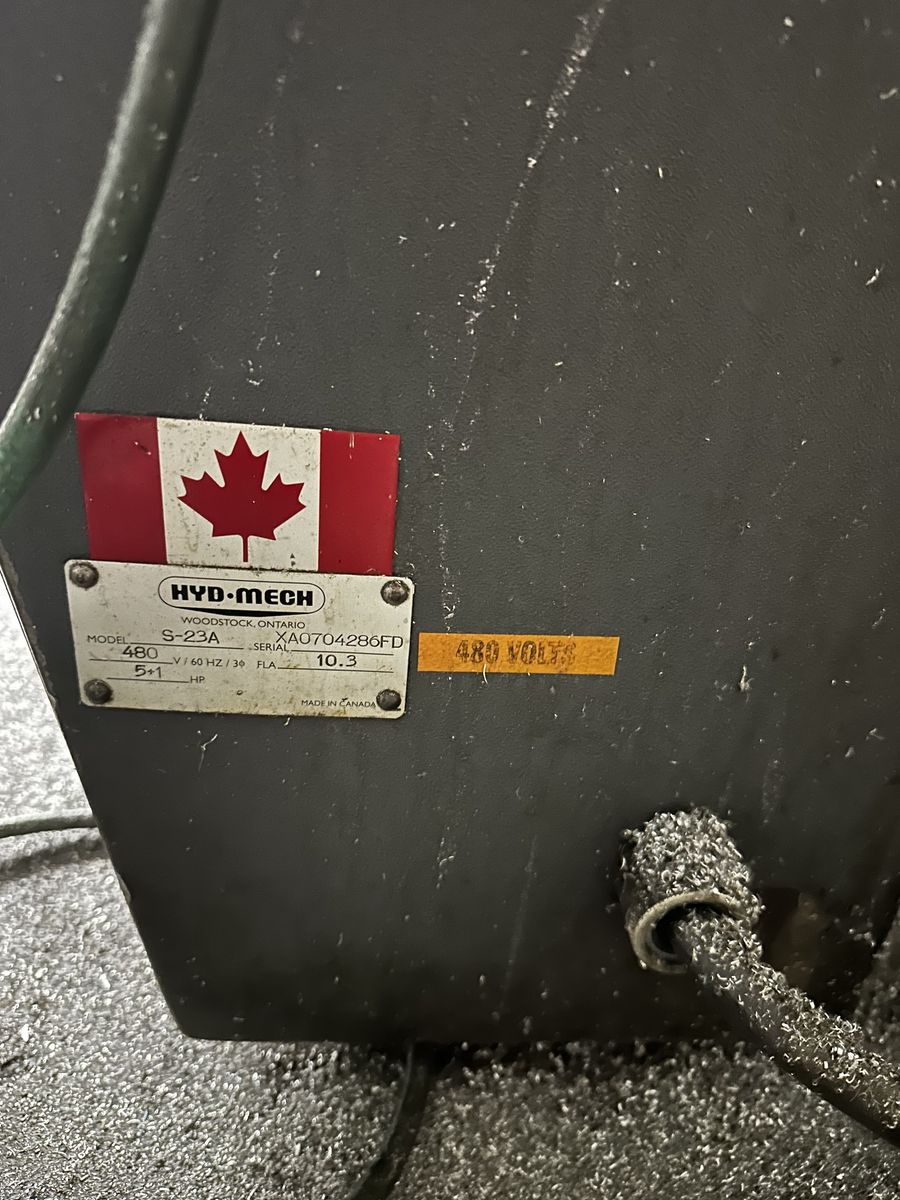 HYD·MECH
WOODSTOCK, ONTARIO
MODEL S-23A SERIAL XA0704286FD
480 V / 60 HZ / 3Φ FLA 10.3
5+1 HP
MADE IN CANADA
480 VOLTS